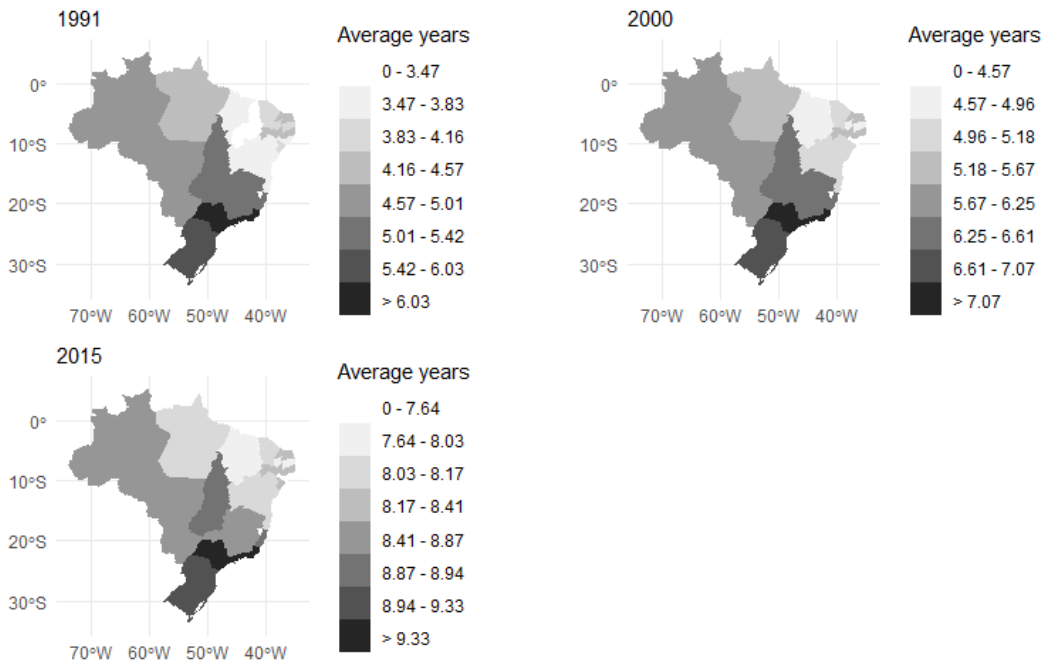 1991
Average years
0 - 3.47
3.47 - 3.83
3.83 - 4.16
4.16 - 4.57
4.57 - 5.01
5.01 - 5.42
5.42 - 6.03
> 6.03
0°
10°S
20°S
30°S
70°W 60°W 50°W 40°W
2000
Average years
0 - 4.57
4.57 - 4.96
4.96 - 5.18
5.18 - 5.67
5.67 - 6.25
6.25 - 6.61
6.61 - 7.07
> 7.07
0°
10°S
20°S
30°S
70°W 60°W 50°W 40°W
2015
Average years
0 - 7.64
7.64 - 8.03
8.03 - 8.17
8.17 - 8.41
8.41 - 8.87
8.87 - 8.94
8.94 - 9.33
> 9.33
0°
10°S
20°S
30°S
70°W 60°W 50°W 40°W